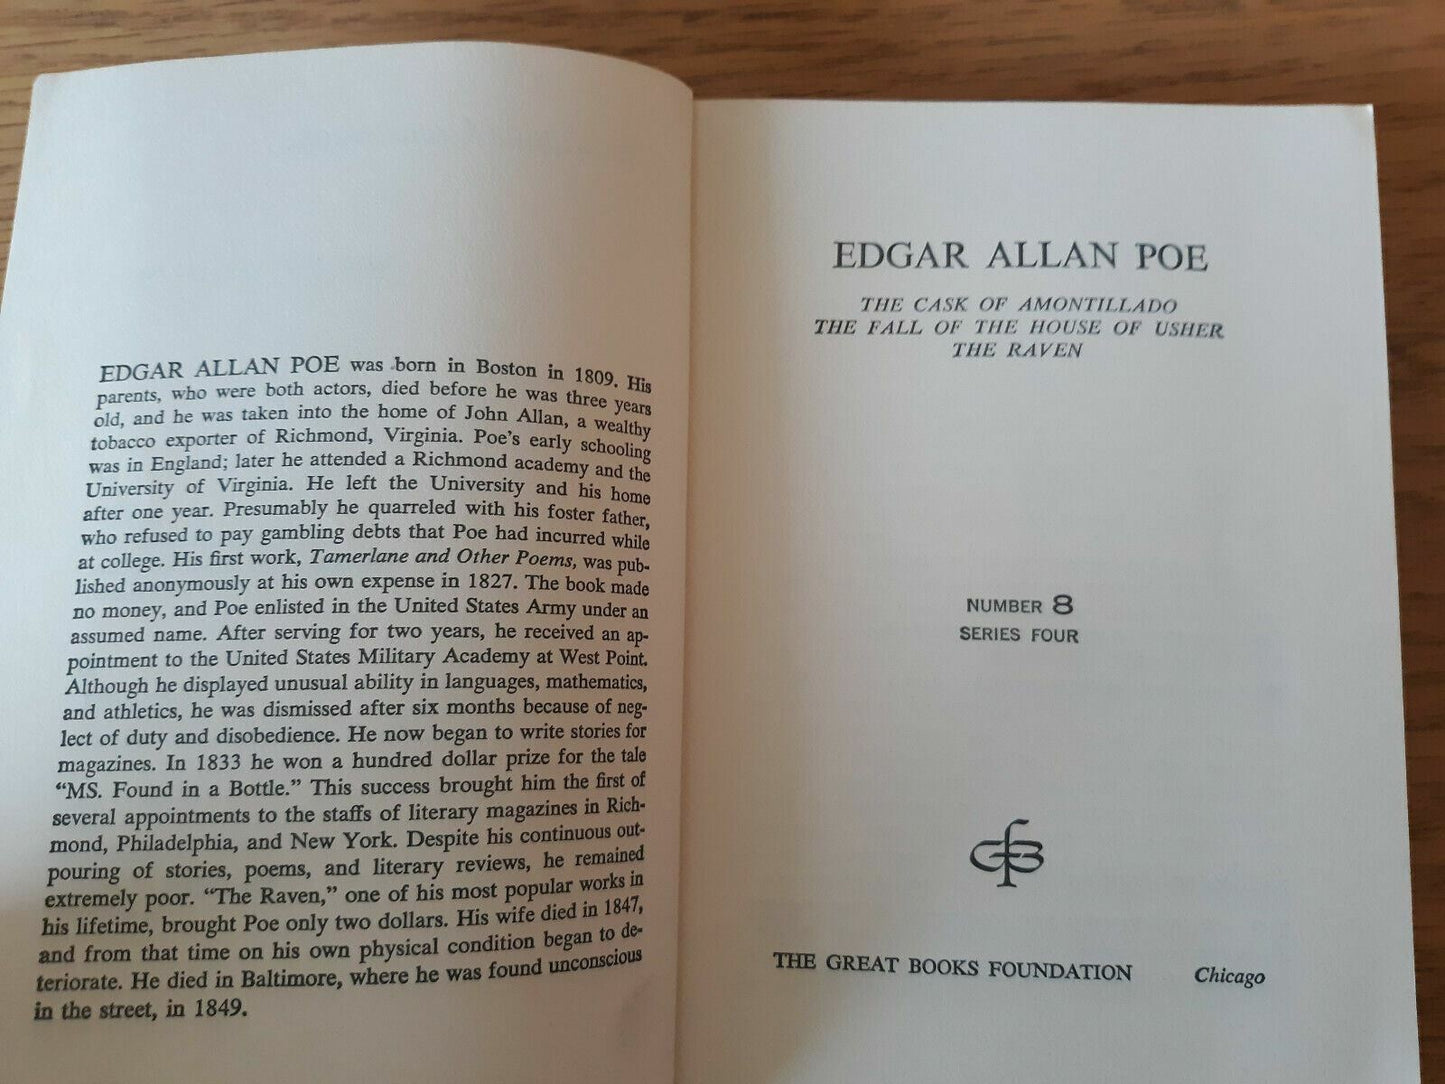 EDGAR ALLAN POE was born in Boston in 1809. His
parents, who were both actors, died before he was three years
old, and he was taken into the home of John Allan, a wealthy
tobacco exporter of Richmond, Virginia. Poe's early schooling
was in England; later he attended a Richmond academy and the
University of Virginia. He left the University and his home
after one year. Presumably he quarreled with his foster father,
who refused to pay gambling debts that Poe had incurred while
at college. His first work, Tamerlane and Other Poems, was pub-
lished anonymously at his own expense in 1827. The book made
no money, and Poe enlisted in the United States Army under an
assumed name. After serving for two years, he received an ap-
pointment to the United States Military Academy at West Point.
Although he displayed unusual ability in languages, mathematics,
and athletics, he was dismissed after six months because of neg-
lect of duty and disobedience. He now began to write stories for
magazines. In 1833 he won a hundred dollar prize for the tale
“MS. Found in a Bottle.” This success brought him the first of
several appointments to the staffs of literary magazines in Rich-
mond, Philadelphia, and New York. Despite his continuous out-
pouring of stories, poems, and literary reviews, he remained
extremely poor. “The Raven,” one of his most popular works in
his lifetime, brought Poe only two dollars. His wife died in 1847,
and from that time on his own physical condition began to de-
teriorate. He died in Baltimore, where he was found unconscious
in the street, in 1849.
EDGAR ALLAN POE
THE CASK OF AMONTILLADO
THE FALL OF THE HOUSE OF USHER
THE RAVEN
NUMBER 8
SERIES FOUR
GBF
THE GREAT BOOKS FOUNDATION Chicago